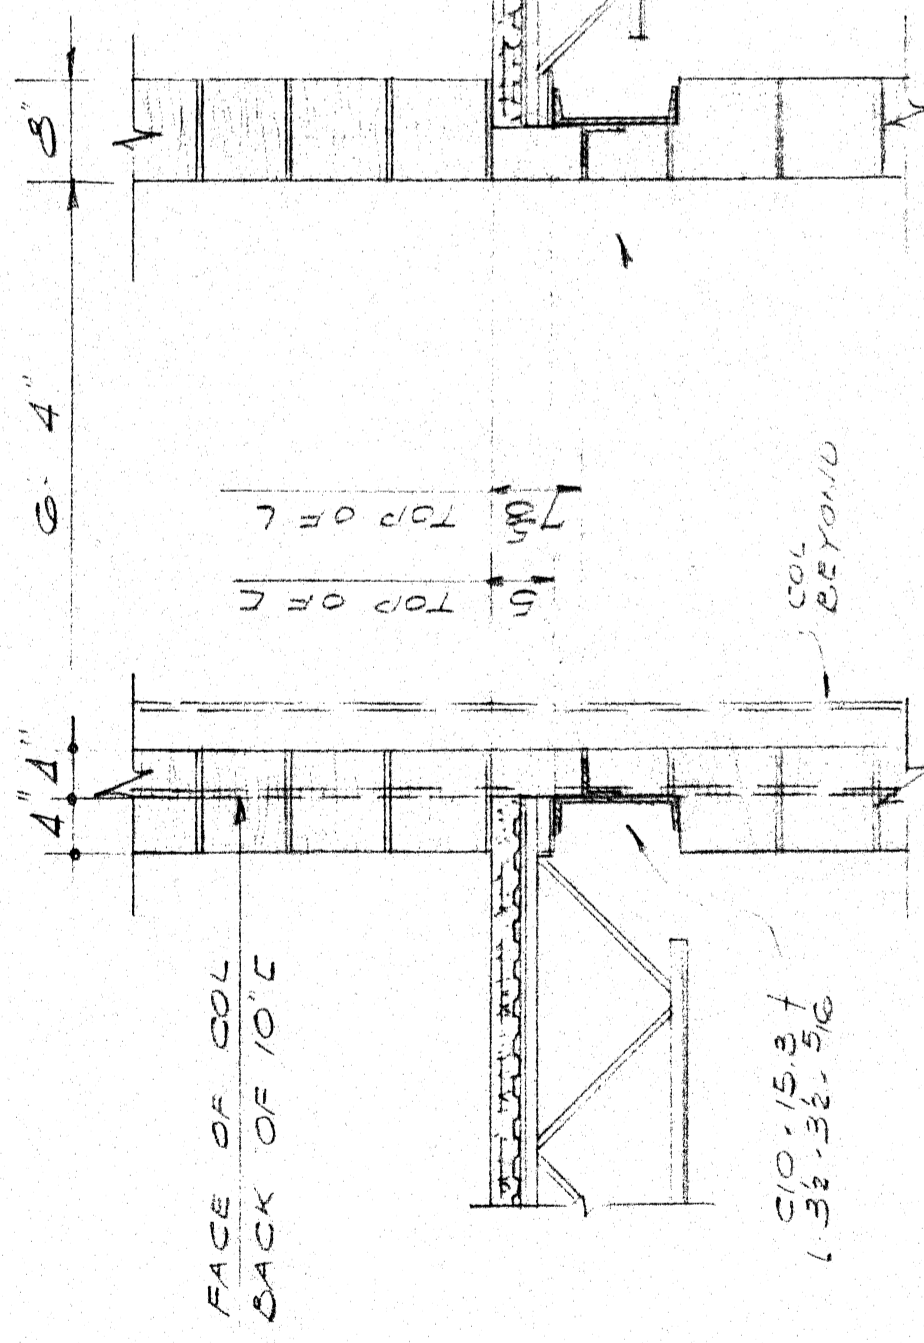 8"
6'-4"
4" 4"
TOP OF L
7 5/8
TOP OF C
5
COL
BEYOND
FACE OF COL
BACK OF 10" C
C10 - 15.3 +
L 3½ - 3½ - 5/16